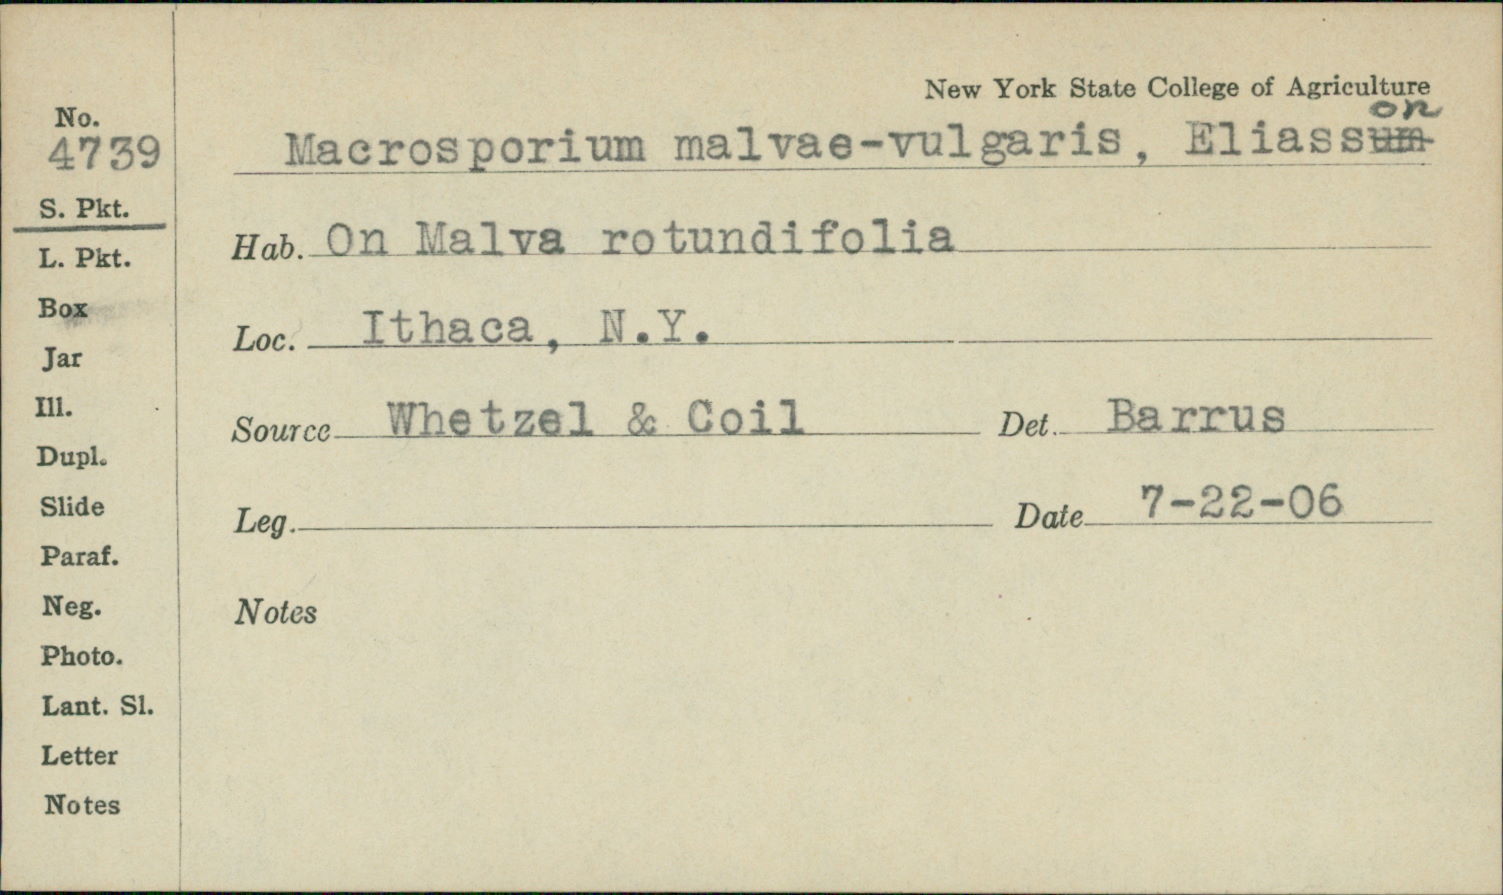 New York State College of Agriculture
No.
4739
Macrosporium malvae-vulgaris, Eliassum on
S. Pkt.
Hab. On Malva rotundifolia
L. Pkt.
Box
Loc. Ithaca, N.Y.
Jar
Ill.
Source Whetzel & Coil Det. Barrus
Dupl.
Slide
Leg. Date 7-22-06
Paraf.
Neg.
Notes
Photo.
Lant. Sl.
Letter
Notes